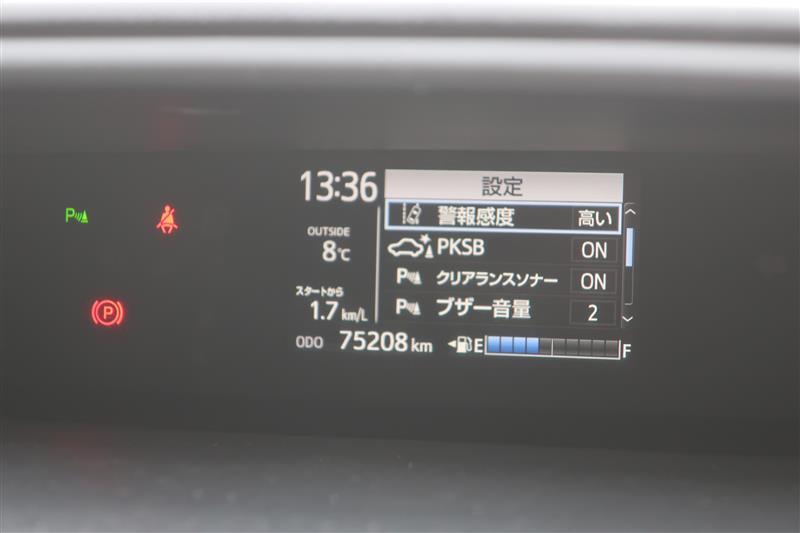 13:36
OUTSIDE
8℃
スタートから
1.7 km/L
設定
警報感度 高い
PKSB ON
クリアランスソナー ON
ブザー音量 2
ODO 75208 km
E F
P
P
P
P